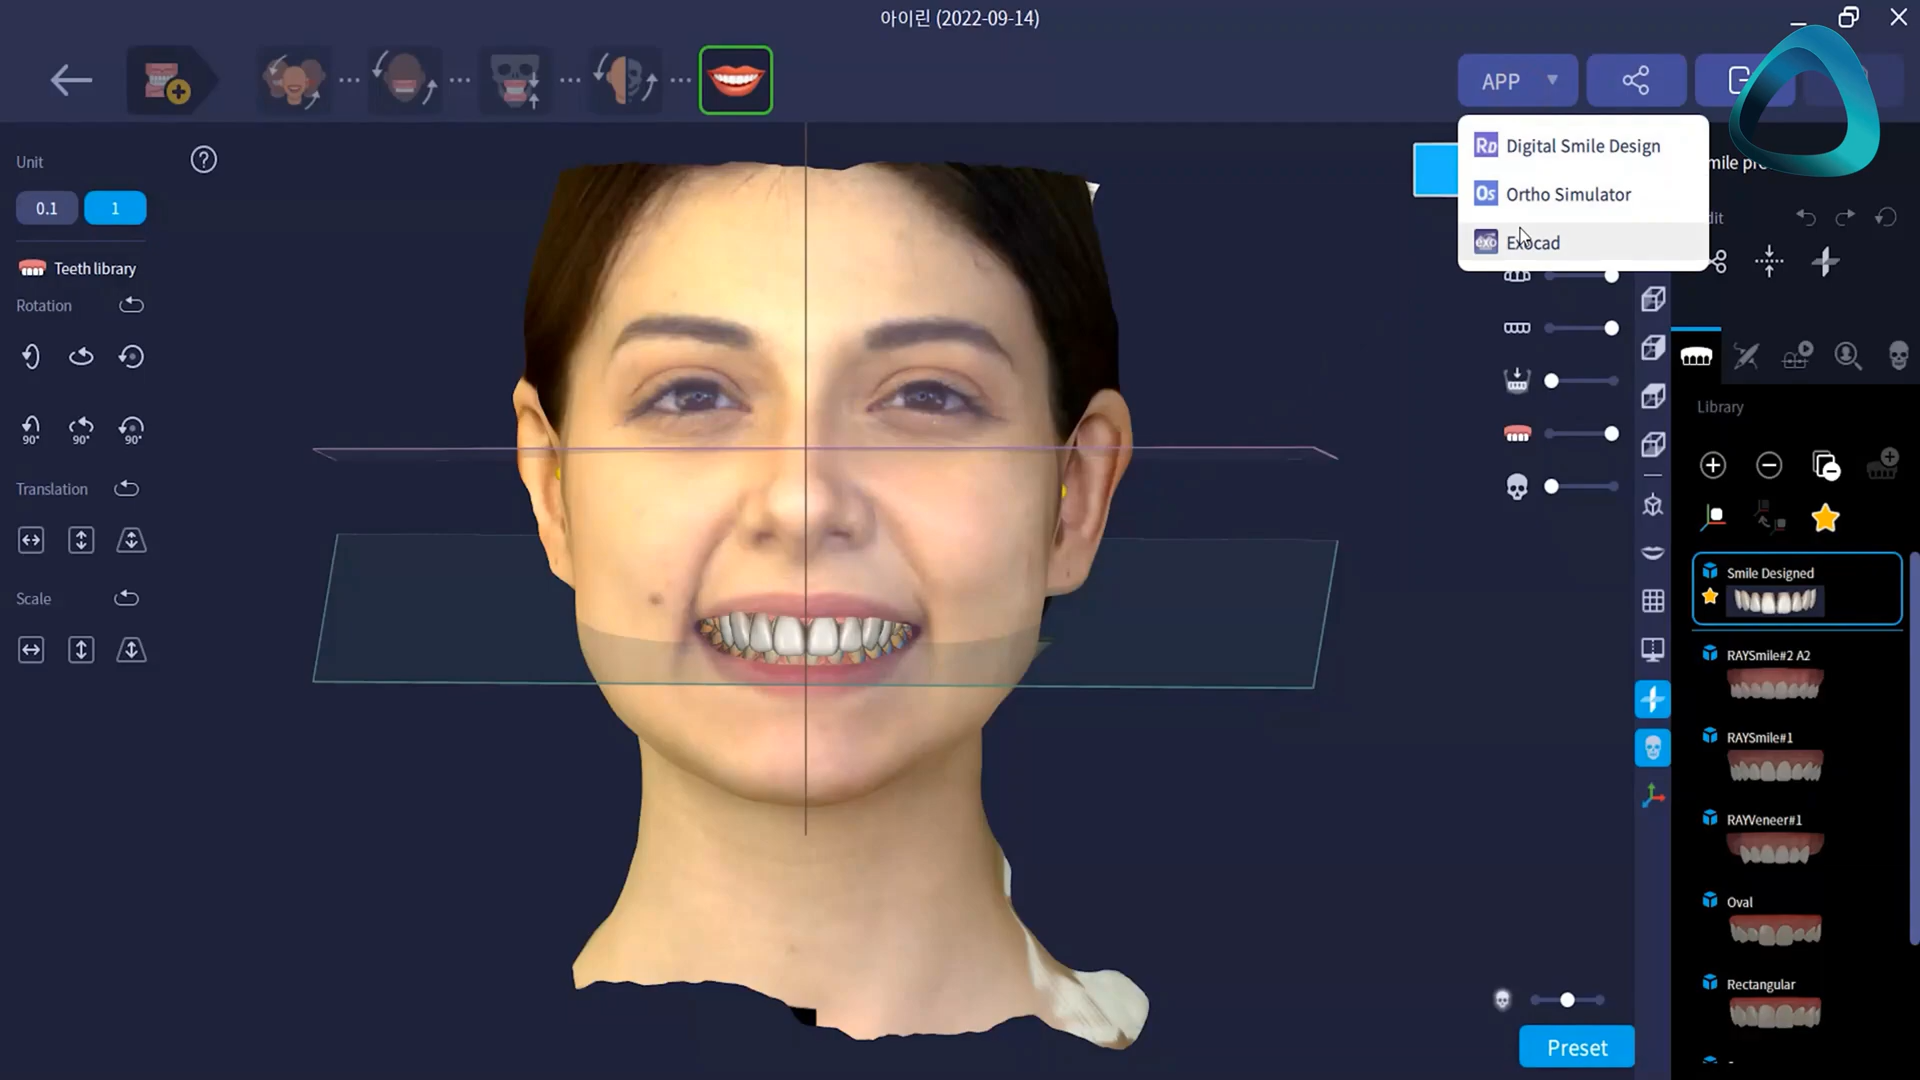 아이린 (2022-09-14)
APP
Digital Smile Design
Ortho Simulator
Exocad
Unit
0.1
1
Teeth library
Rotation
90°
90°
90°
Translation
Scale
Library
Smile Designed
RAYSmile#2 A2
RAYSmile#1
RAYVeneer#1
Oval
Rectangular
Preset